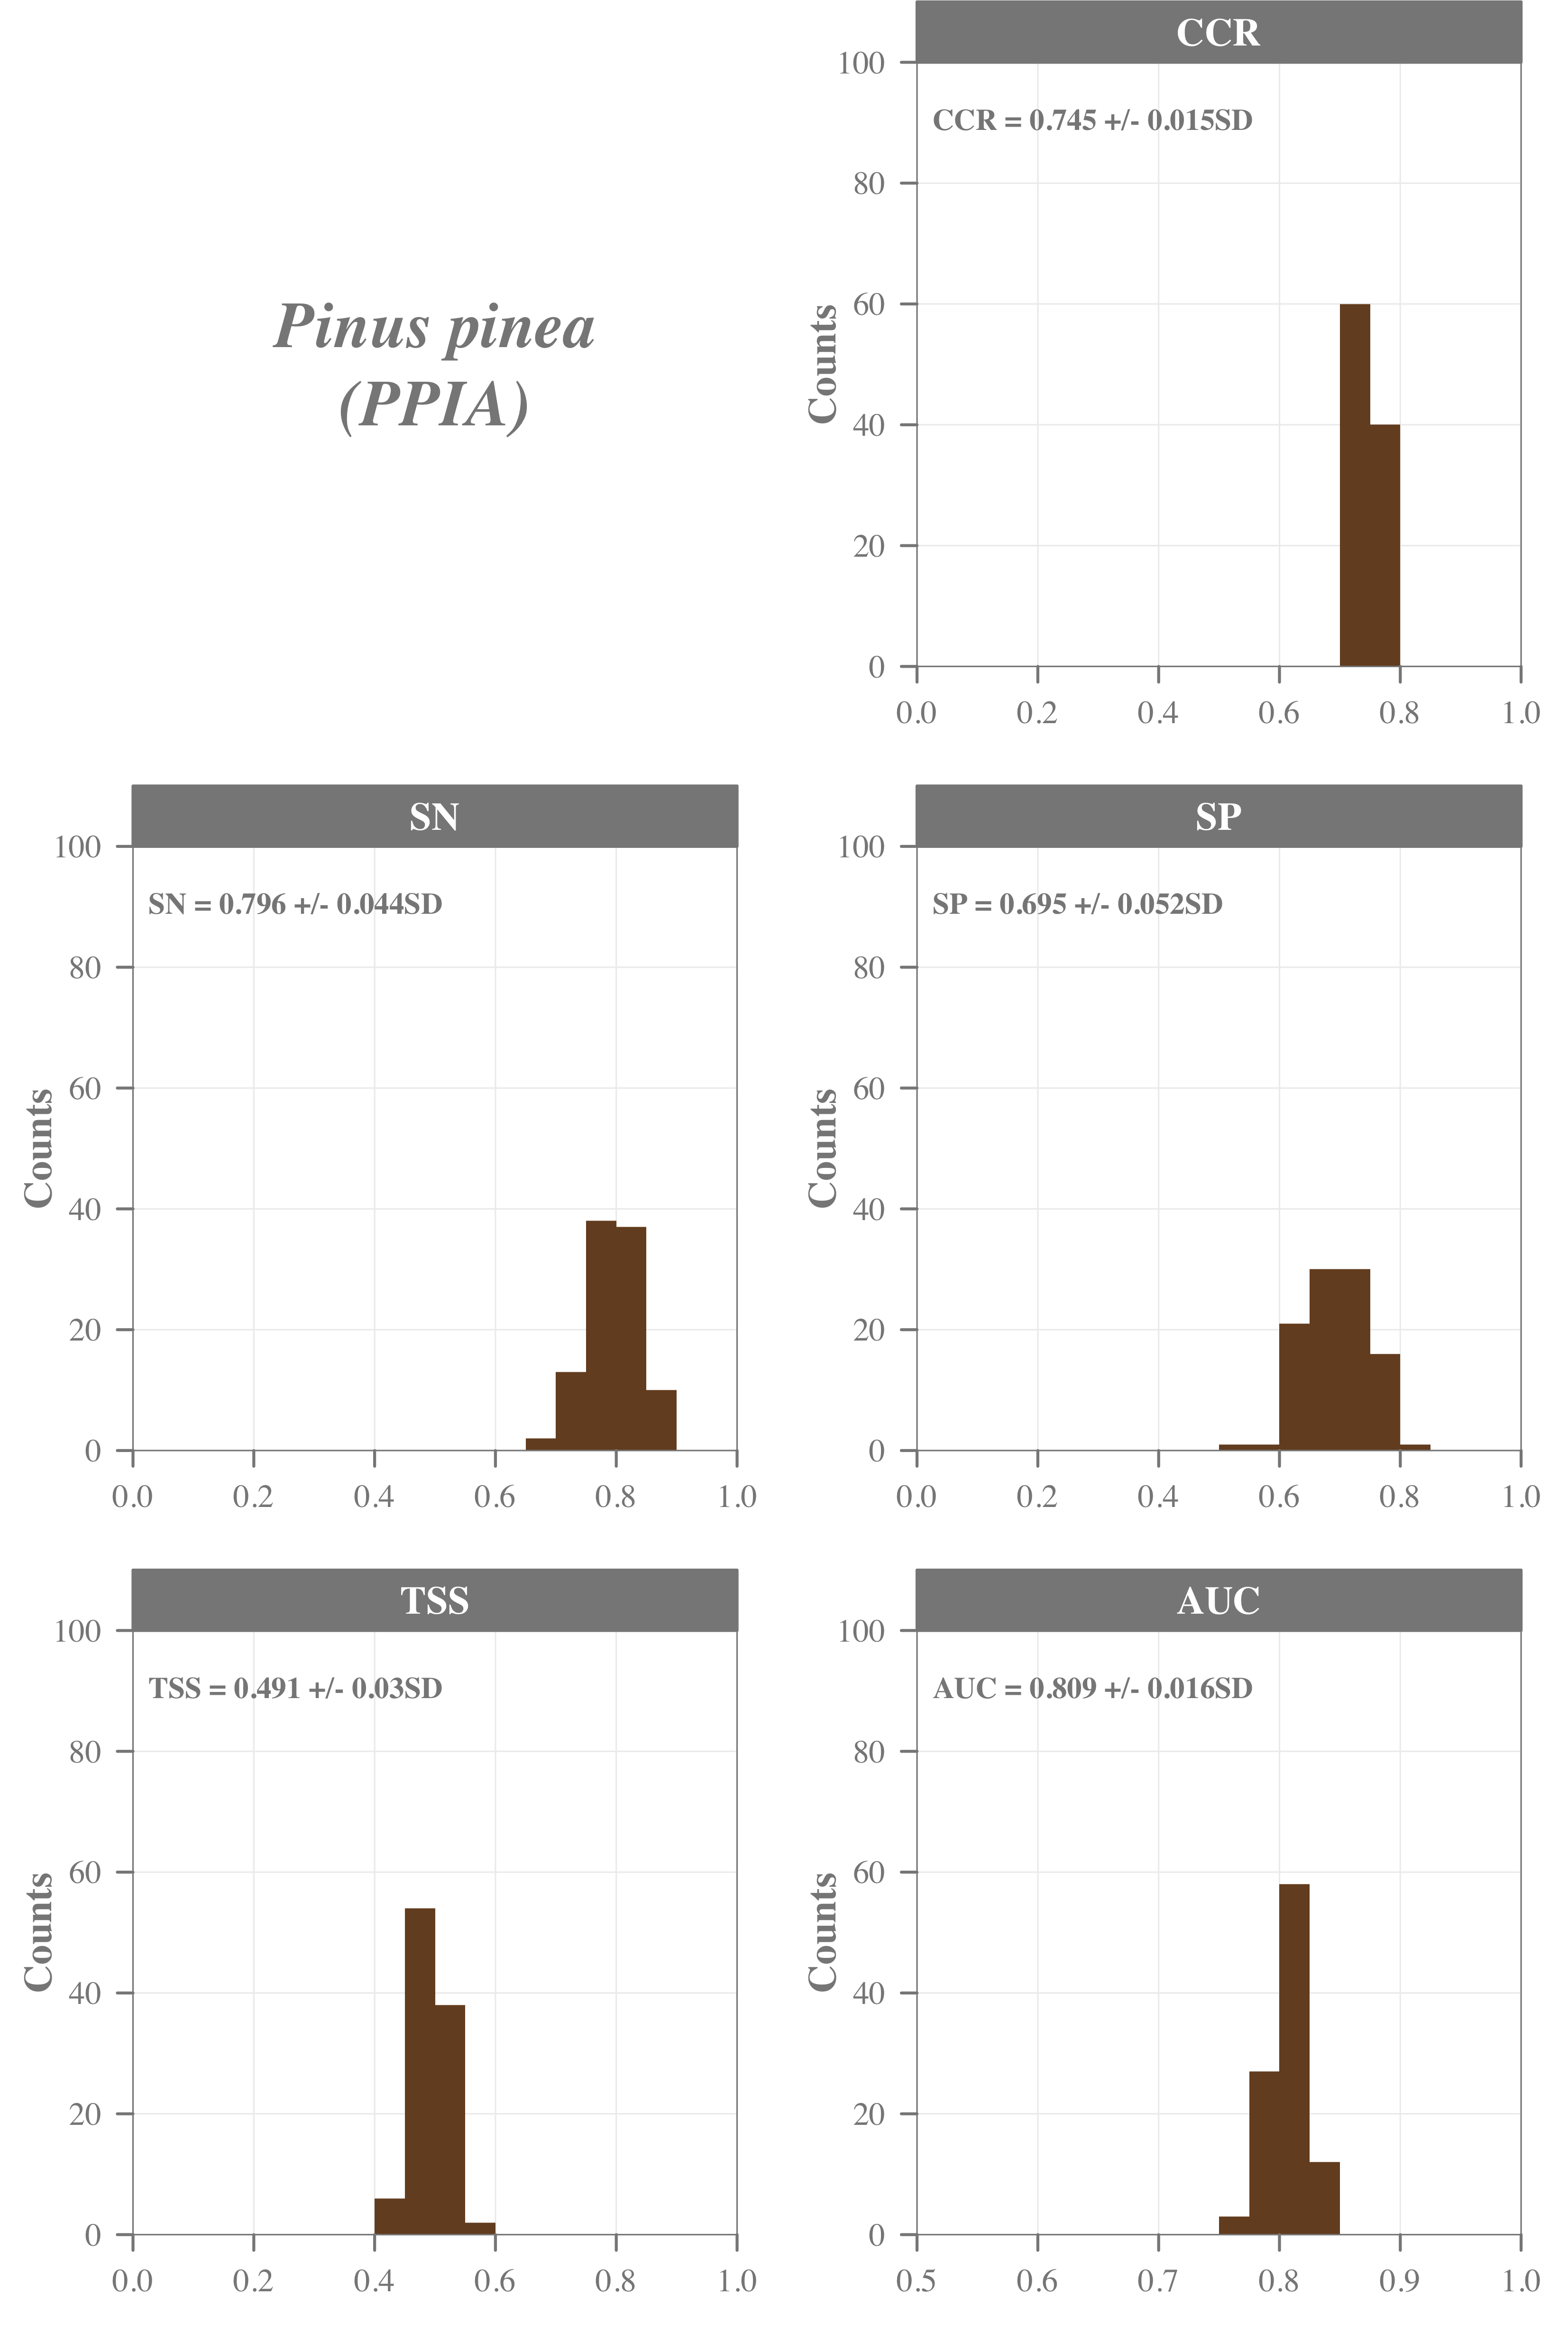 Pinus pinea
(PPIA)
CCR
CCR = 0.745 +/- 0.015SD
Counts
100
80
60
40
20
0
0.0 0.2 0.4 0.6 0.8 1.0
SN
SN = 0.796 +/- 0.044SD
Counts
100
80
60
40
20
0
0.0 0.2 0.4 0.6 0.8 1.0
SP
SP = 0.695 +/- 0.052SD
Counts
100
80
60
40
20
0
0.0 0.2 0.4 0.6 0.8 1.0
TSS
TSS = 0.491 +/- 0.03SD
Counts
100
80
60
40
20
0
0.0 0.2 0.4 0.6 0.8 1.0
AUC
AUC = 0.809 +/- 0.016SD
Counts
100
80
60
40
20
0
0.5 0.6 0.7 0.8 0.9 1.0